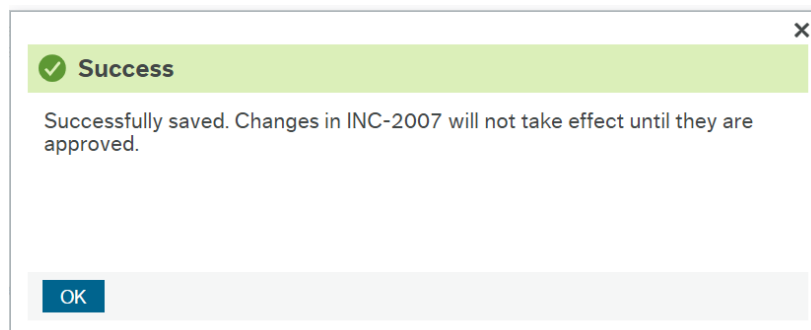 Success
Successfully saved. Changes in INC-2007 will not take effect until they are
approved.
OK